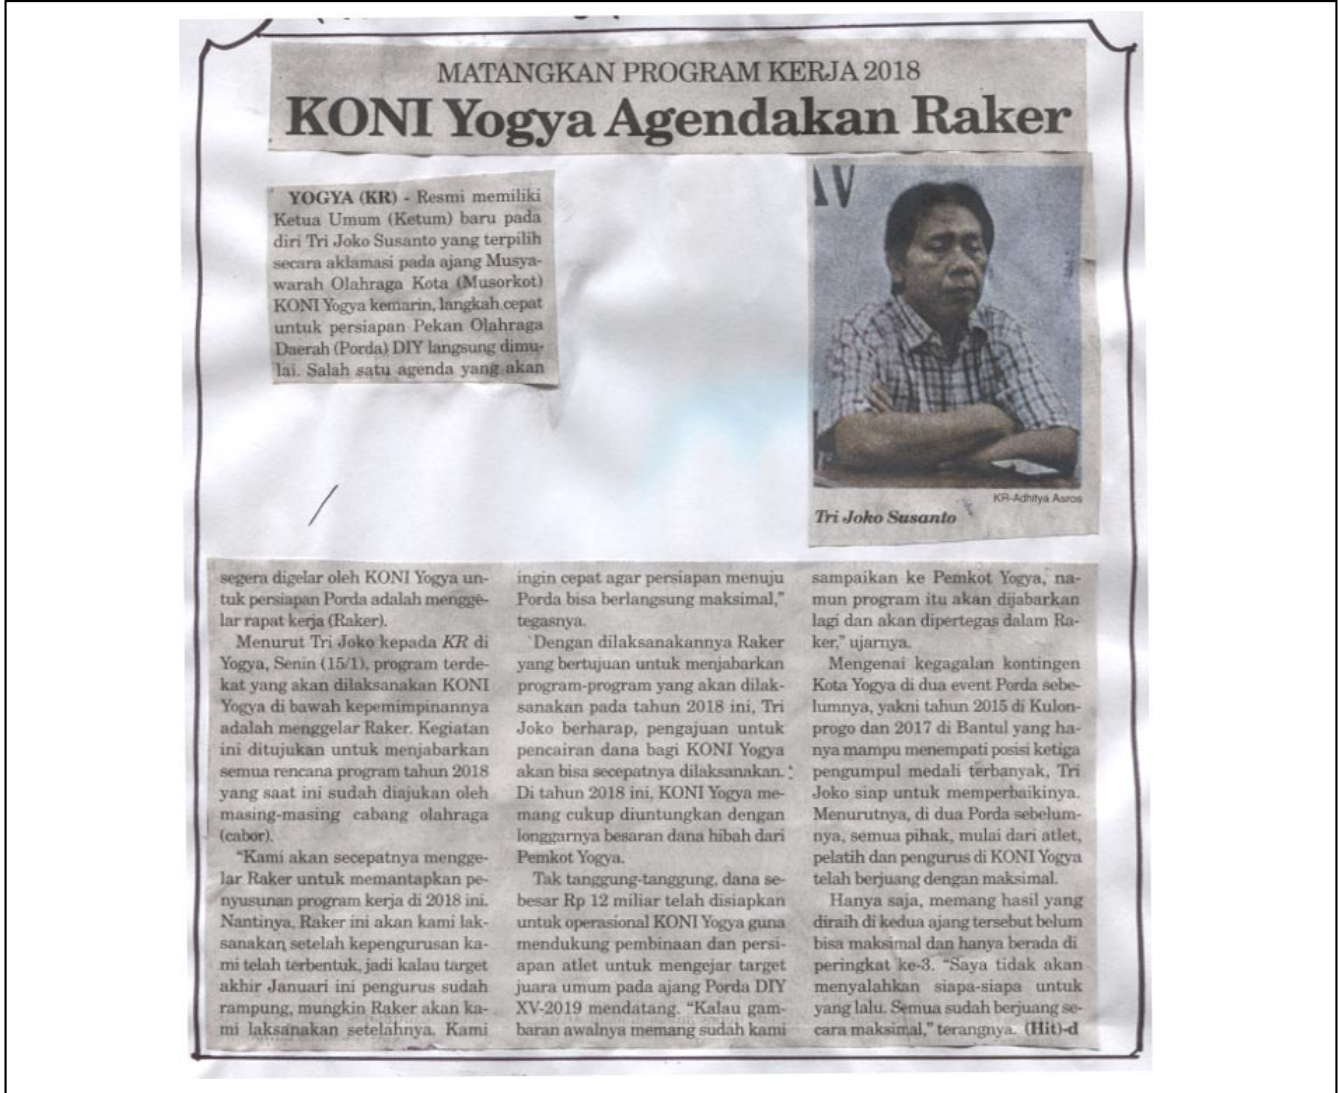 MATANGKAN PROGRAM KERJA 2018
KONI Yogya Agendakan Raker
YOGYA (KR) - Resmi memiliki
Ketua Umum (Ketum) baru pada
diri Tri Joko Susanto yang terpilih
secara aklamasi pada ajang Musya-
warah Olahraga Kota (Musorkot)
KONI Yogya kemarin, langkah cepat
untuk persiapan Pekan Olahraga
Daerah (Porda) DIY langsung dimu-
lai. Salah satu agenda yang akan
KR-Adhitya Asros
Tri Joko Susanto
segera digelar oleh KONI Yogya un-
tuk persiapan Porda adalah mengge-
lar rapat kerja (Raker).
Menurut Tri Joko kepada KR di
Yogya, Senin (15/1), program terde-
kat yang akan dilaksanakan KONI
Yogya di bawah kepemimpinannya
adalah menggelar Raker. Kegiatan
ini ditujukan untuk menjabarkan
semua rencana program tahun 2018
yang saat ini sudah diajukan oleh
masing-masing cabang olahraga
(cabor).
"Kami akan secepatnya mengge-
lar Raker untuk memantapkan pe-
nyusunan program kerja di 2018 ini.
Nantinya, Raker ini akan kami lak-
sanakan setelah kepengurusan ka-
mi telah terbentuk, jadi kalau target
akhir Januari ini pengurus sudah
rampung, mungkin Raker akan ka-
mi laksanakan setelahnya. Kami
ingin cepat agar persiapan menuju
Porda bisa berlangsung maksimal,"
tegasnya.
Dengan dilaksanakannya Raker
yang bertujuan untuk menjabarkan
program-program yang akan dilak-
sanakan pada tahun 2018 ini, Tri
Joko berharap, pengajuan untuk
pencairan dana bagi KONI Yogya
akan bisa secepatnya dilaksanakan.
Di tahun 2018 ini, KONI Yogya me-
mang cukup diuntungkan dengan
longgarnya besaran dana hibah dari
Pemkot Yogya.
Tak tanggung-tanggung, dana se-
besar Rp 12 miliar telah disiapkan
untuk operasional KONI Yogya guna
mendukung pembinaan dan persi-
apan atlet untuk mengejar target
juara umum pada ajang Porda DIY
XV-2019 mendatang. "Kalau gam-
baran awalnya memang sudah kami
sampaikan ke Pemkot Yogya, na-
mun program itu akan dijabarkan
lagi dan akan dipertegas dalam Ra-
ker," ujarnya.
Mengenai kegagalan kontingen
Kota Yogya di dua event Porda sebe-
lumnya, yakni tahun 2015 di Kulon-
progo dan 2017 di Bantul yang ha-
nya mampu menempati posisi ketiga
pengumpul medali terbanyak, Tri
Joko siap untuk memperbaikinya.
Menurutnya, di dua Porda sebelum-
nya, semua pihak, mulai dari atlet,
pelatih dan pengurus di KONI Yogya
telah berjuang dengan maksimal.
Hanya saja, memang hasil yang
diraih di kedua ajang tersebut belum
bisa maksimal dan hanya berada di
peringkat ke-3. "Saya tidak akan
menyalahkan siapa-siapa untuk
yang lalu. Semua sudah berjuang se-
cara maksimal," terangnya. (Hit)-d